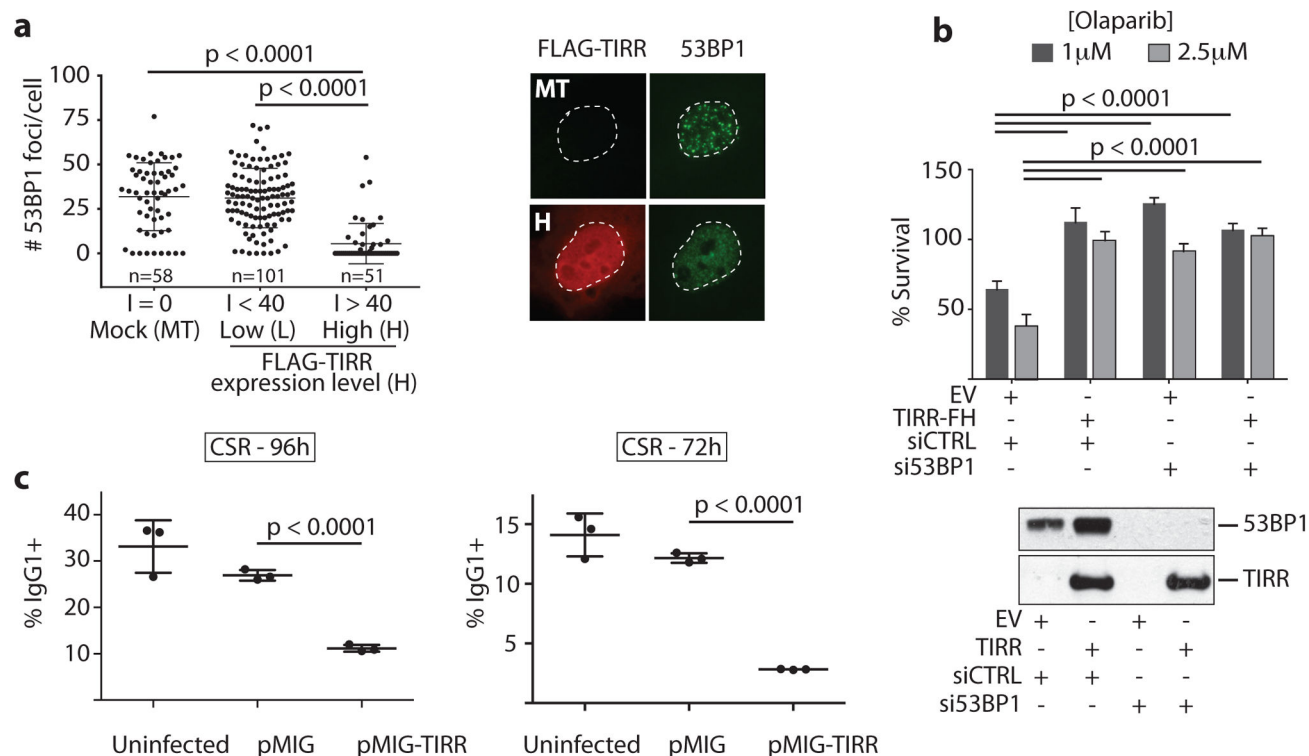 a
p < 0.0001
p < 0.0001
# 53BP1 foci/cell
100
75
50
25
0
n=58
n=101
n=51
I = 0
I < 40
I > 40
Mock (MT)
Low (L)
High (H)
FLAG-TIRR
expression level (H)
FLAG-TIRR
53BP1
MT
H
b
[Olaparib]
1μM
2.5μM
p < 0.0001
p < 0.0001
% Survival
150
100
50
EV + - + -
TIRR-FH - + - +
siCTRL + + - -
si53BP1 - - + +
53BP1
TIRR
EV + - + -
TIRR - + - +
siCTRL + + - -
si53BP1 - - + +
c
CSR - 96h
p < 0.0001
% IgG1+
40
30
20
10
Uninfected pMIG pMIG-TIRR
CSR - 72h
p < 0.0001
% IgG1+
15
10
5
Uninfected pMIG pMIG-TIRR